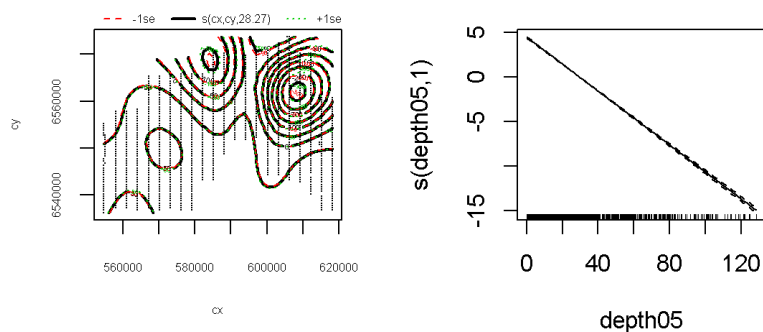 -1se s(cx,cy,28.27) +1se
cy
6560000
6540000
560000 580000 600000 620000
cx
s(depth05,1)
5
0
-5
-15
0 40 80 120
depth05